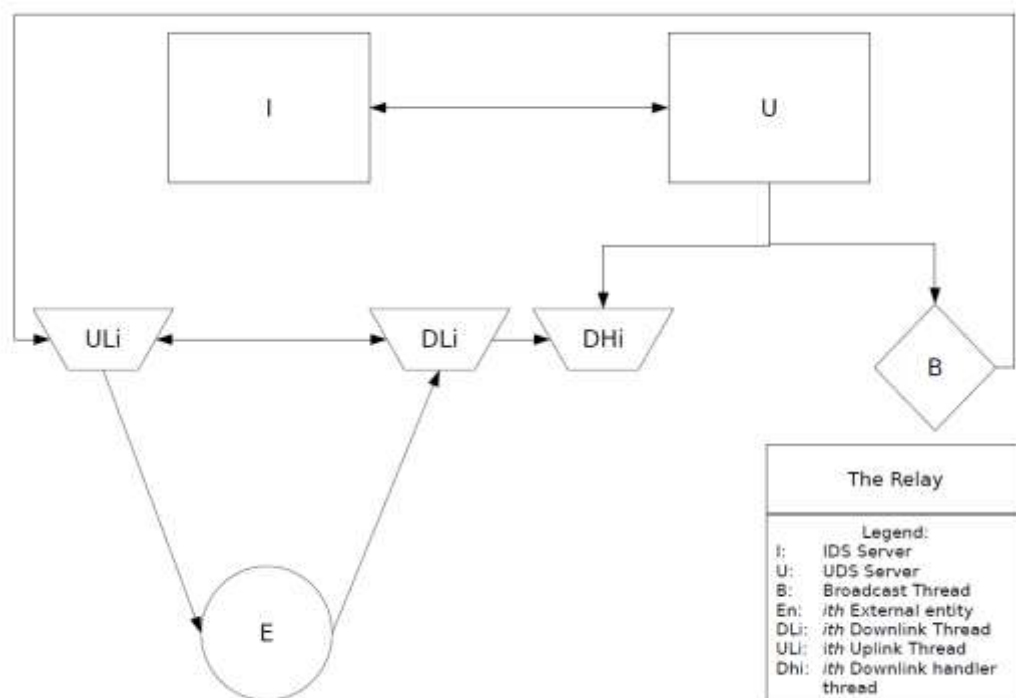 I
U
ULi
DLi
DHi
B
E
The Relay
Legend:
I: IDS Server
U: UDS Server
B: Broadcast Thread
En: ith External entity
DLi: ith Downlink Thread
ULi: ith Uplink Thread
Dhi: ith Downlink handler
thread